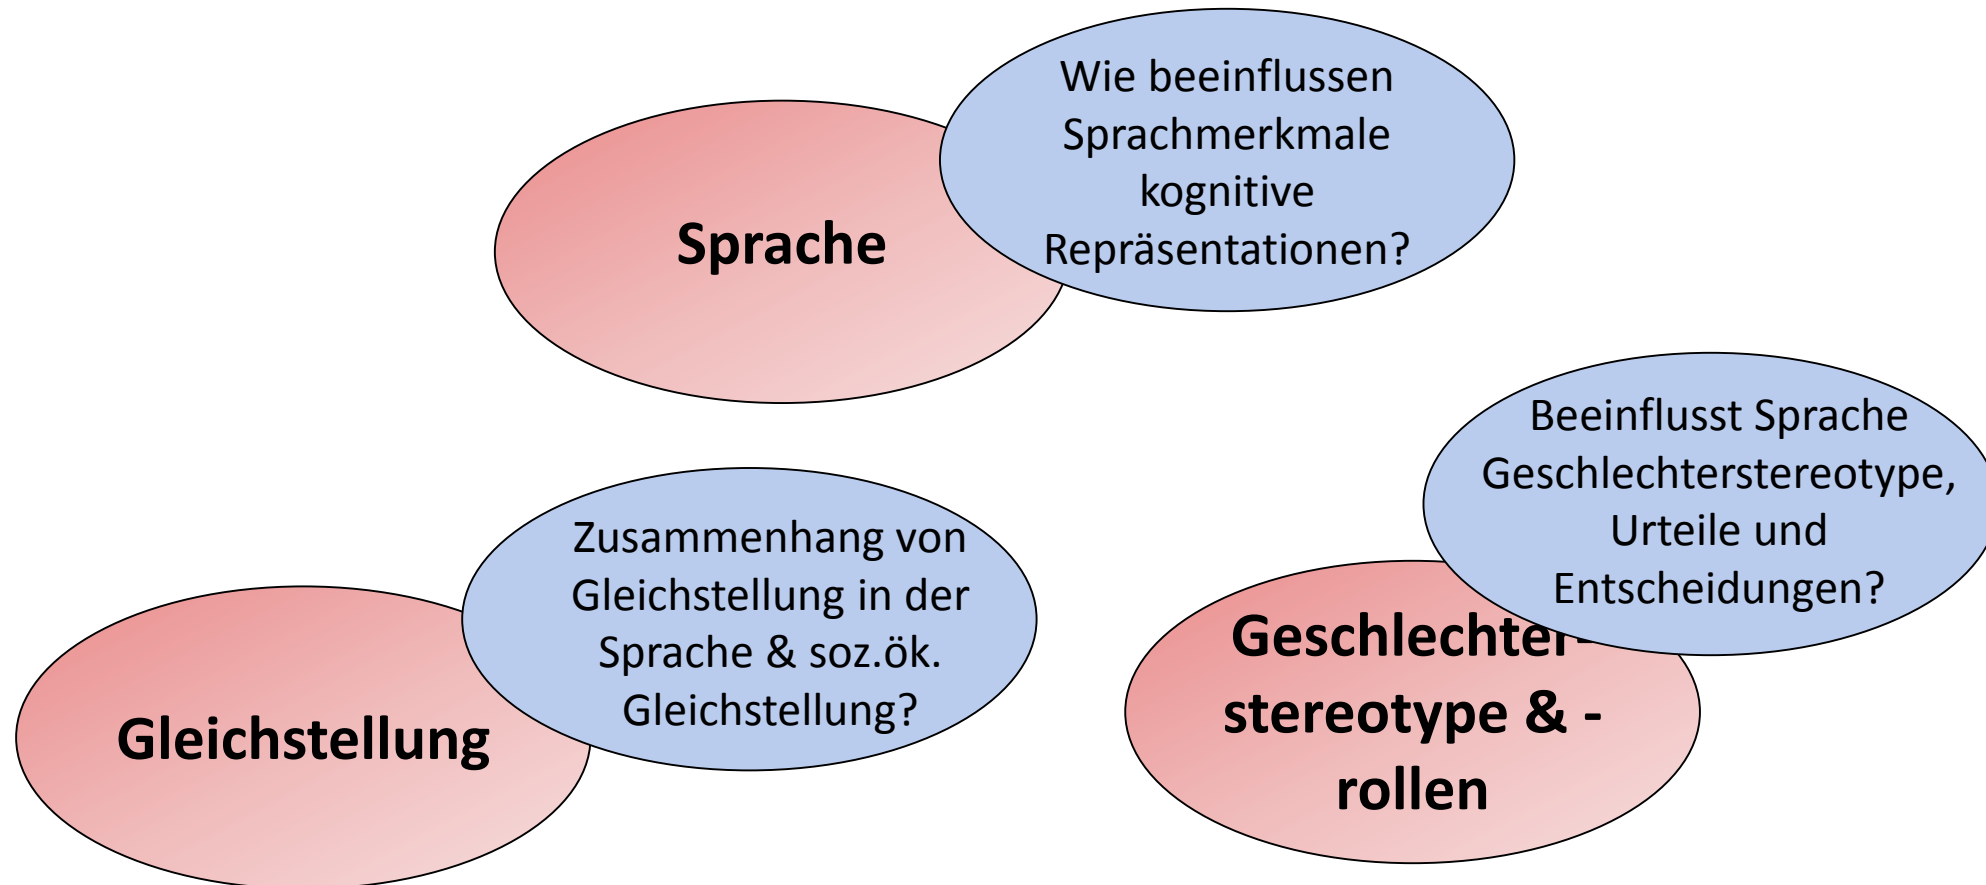 Wie beeinflussen
Sprachmerkmale
kognitive
Repräsentationen?
Sprache
Beeinflusst Sprache
Geschlechterstereotype,
Urteile und
Entscheidungen?
Zusammenhang von
Gleichstellung in der
Sprache & soz.ök.
Gleichstellung?
Gleichstellung
Geschlechter-
stereotype & -
rollen